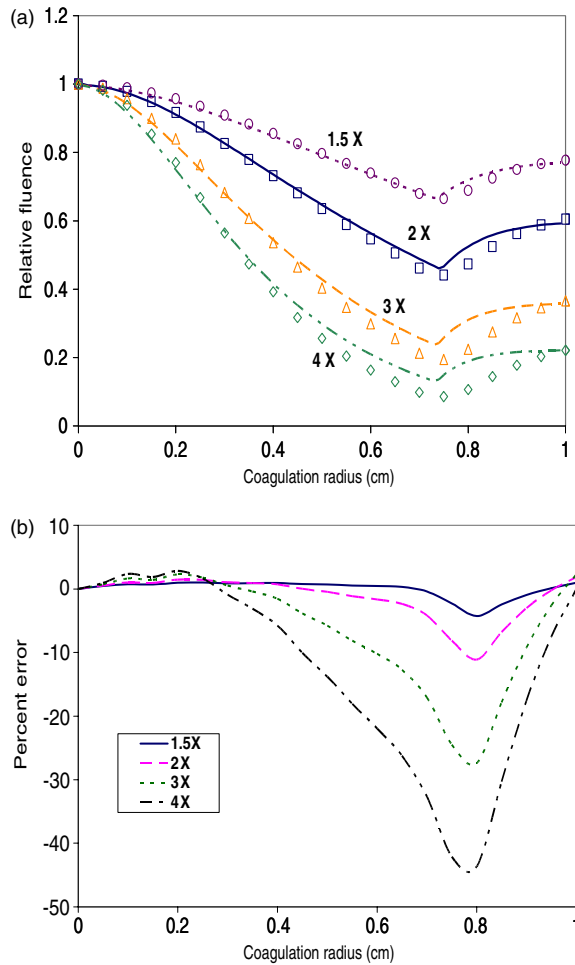 (a)
1.2
1
0.8
0.6
0.4
0.2
0
Relative fluence
1.5 X
2 X
3 X
4 X
0 0.2 0.4 0.6 0.8 1
Coagulation radius (cm)
(b)
10
0
-10
-20
-30
-40
-50
Percent error
1.5X
2X
3X
4X
0 0.2 0.4 0.6 0.8 1
Coagulation radius (cm)